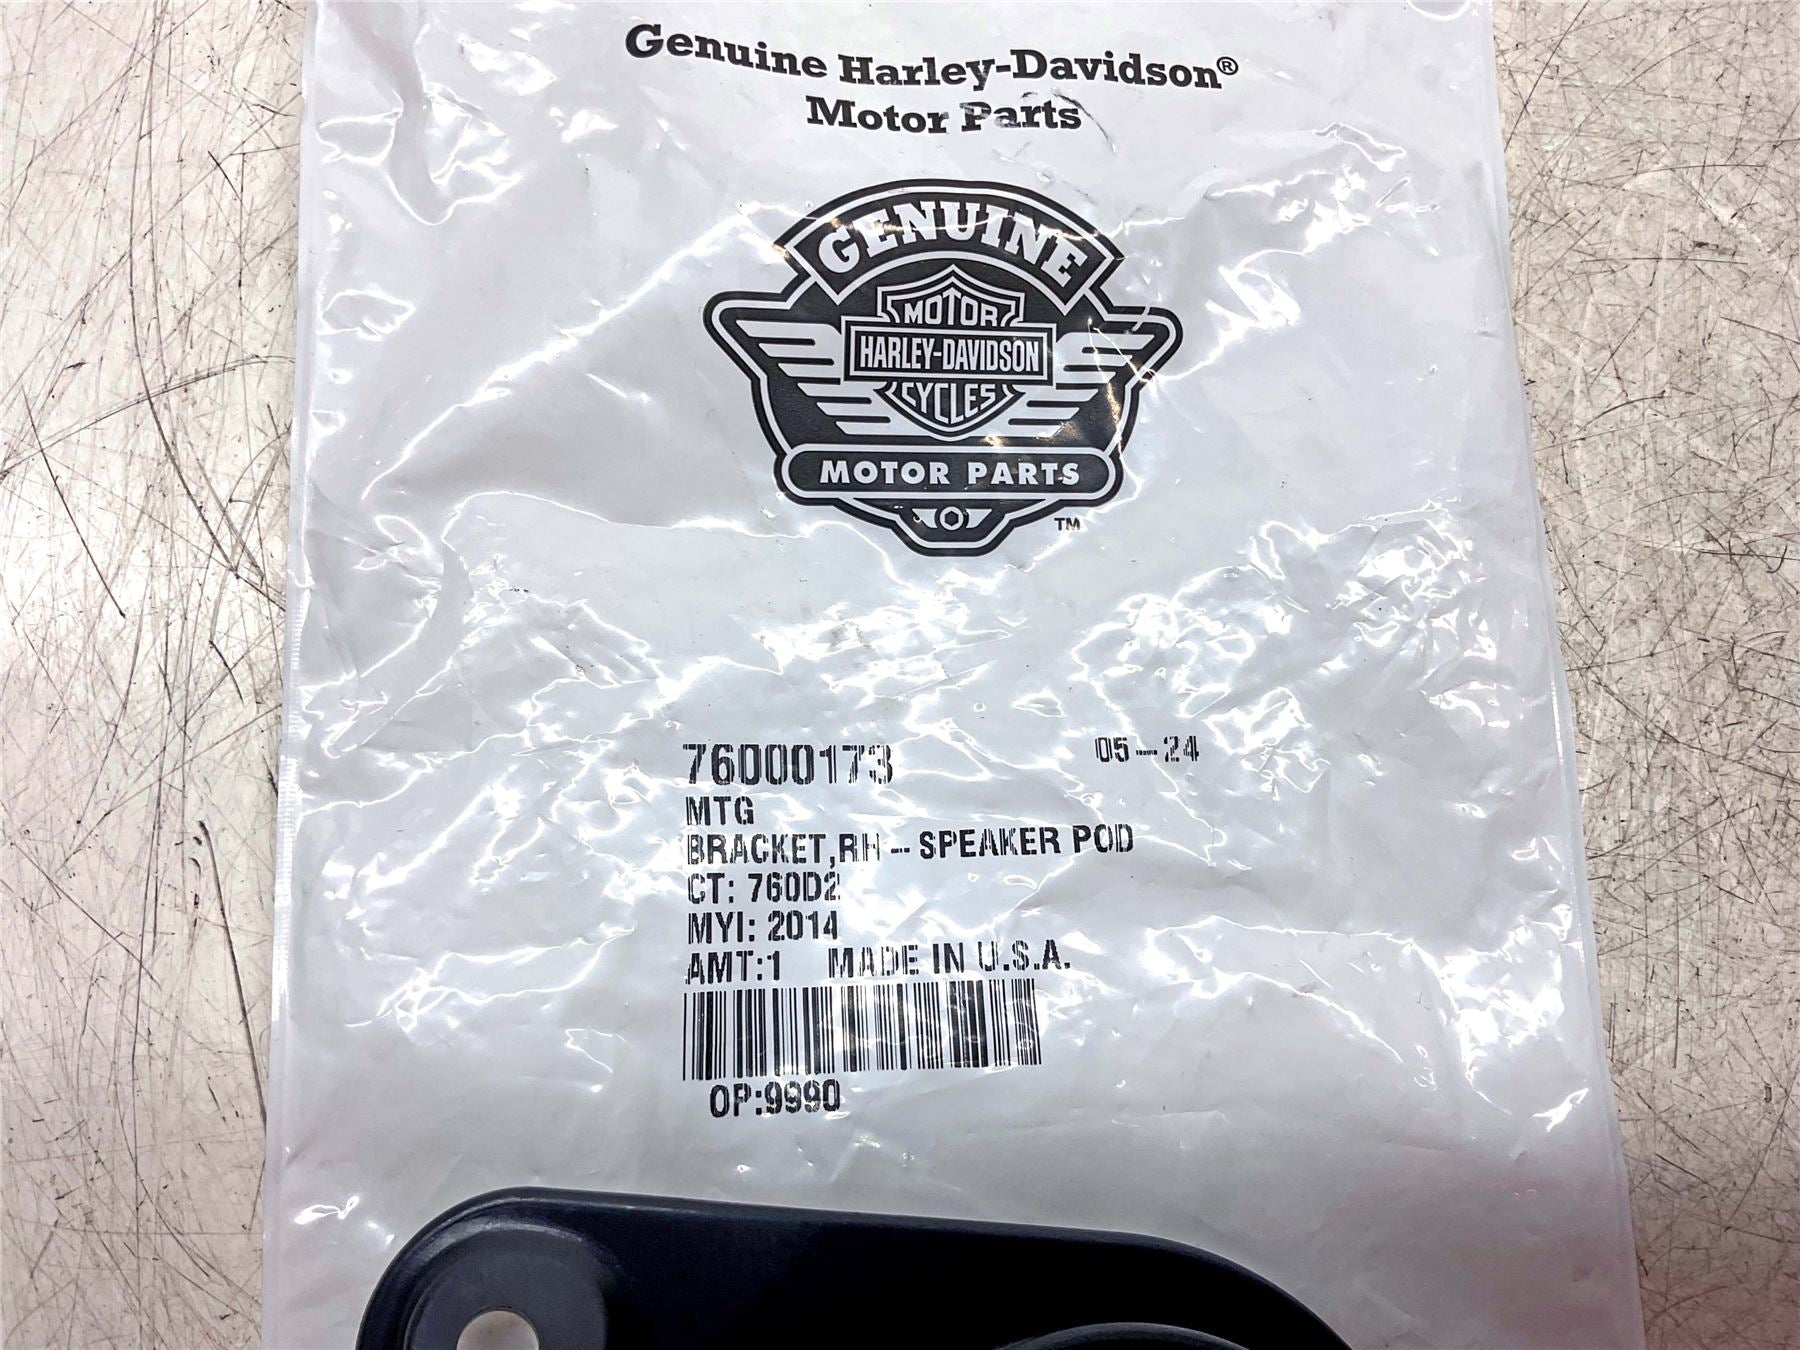 Genuine Harley-Davidson®
Motor Parts
GENUINE
MOTOR
HARLEY-DAVIDSON
CYCLES
MOTOR PARTS
TM
76000173 05-24
MTG
BRACKET,RH-SPEAKER POD
CT: 760D2
MYI: 2014
AMT:1 MADE IN U.S.A.
OP:9990